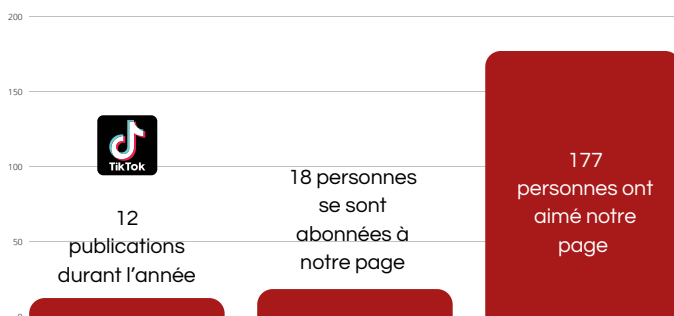 200
150
100
50
0
TikTok
12
publications
durant l'année
18 personnes
se sont
abonnées à
notre page
177
personnes ont
aimé notre
page